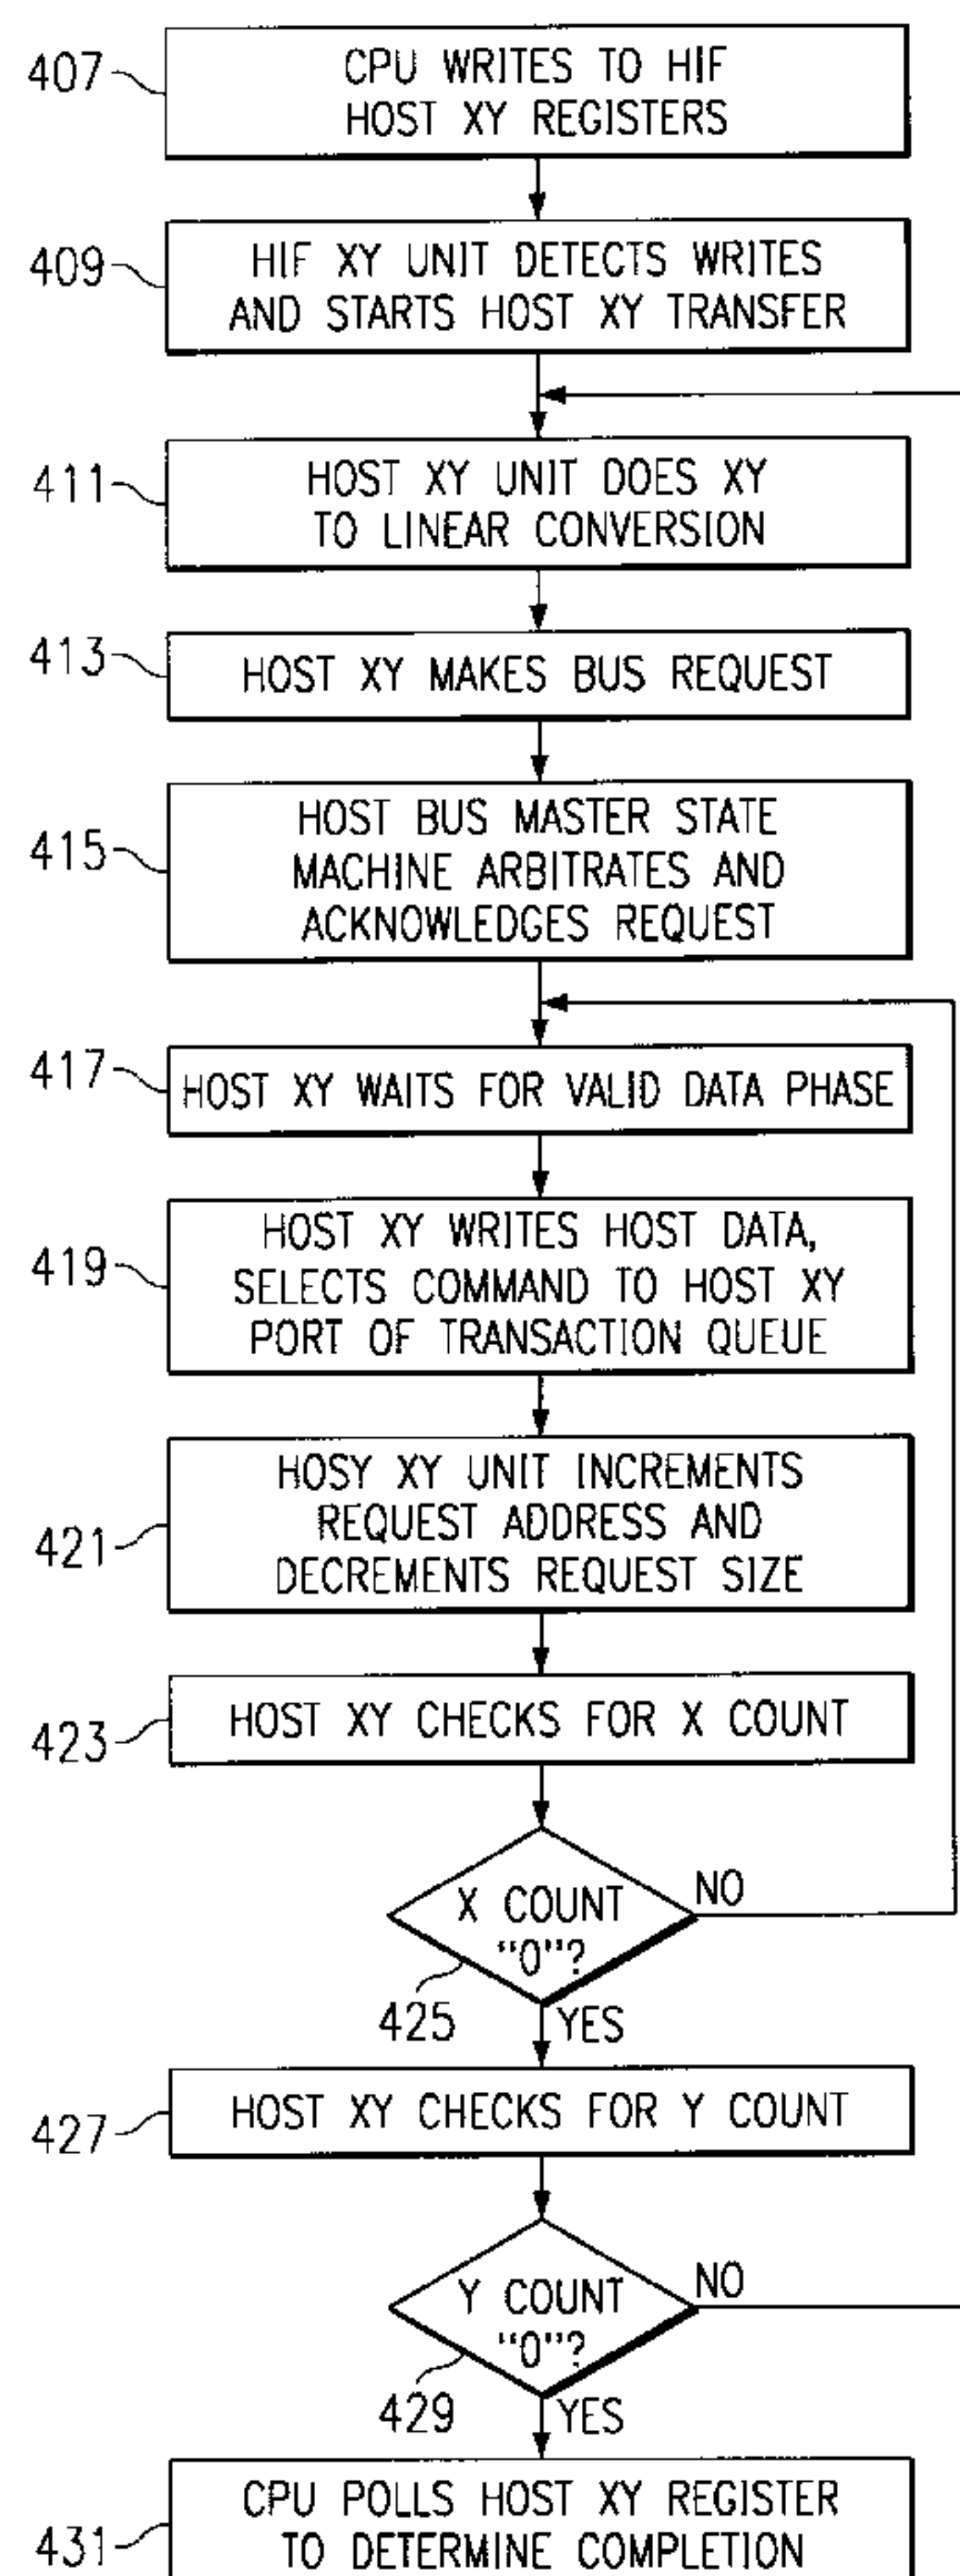 407
CPU WRITES TO HIF
HOST XY REGISTERS
409
HIF XY UNIT DETECTS WRITES
AND STARTS HOST XY TRANSFER
411
HOST XY UNIT DOES XY
TO LINEAR CONVERSION
413
HOST XY MAKES BUS REQUEST
415
HOST BUS MASTER STATE
MACHINE ARBITRATES AND
ACKNOWLEDGES REQUEST
417
HOST XY WAITS FOR VALID DATA PHASE
419
HOST XY WRITES HOST DATA,
SELECTS COMMAND TO HOST XY
PORT OF TRANSACTION QUEUE
421
HOSY XY UNIT INCREMENTS
REQUEST ADDRESS AND
DECREMENTS REQUEST SIZE
423
HOST XY CHECKS FOR X COUNT
X COUNT
"0"?
NO
425
YES
427
HOST XY CHECKS FOR Y COUNT
Y COUNT
"0"?
NO
429
YES
431
CPU POLLS HOST XY REGISTER
TO DETERMINE COMPLETION